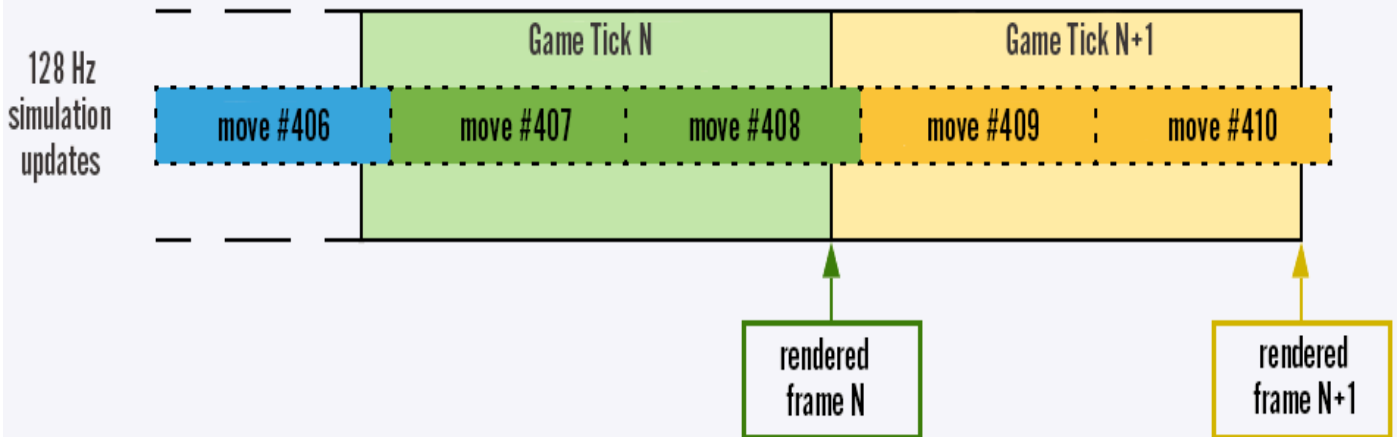 Game Tick N
Game Tick N+1
128 Hz
simulation
updates
move #406
move #407
move #408
move #409
move #410
rendered
frame N
rendered
frame N+1